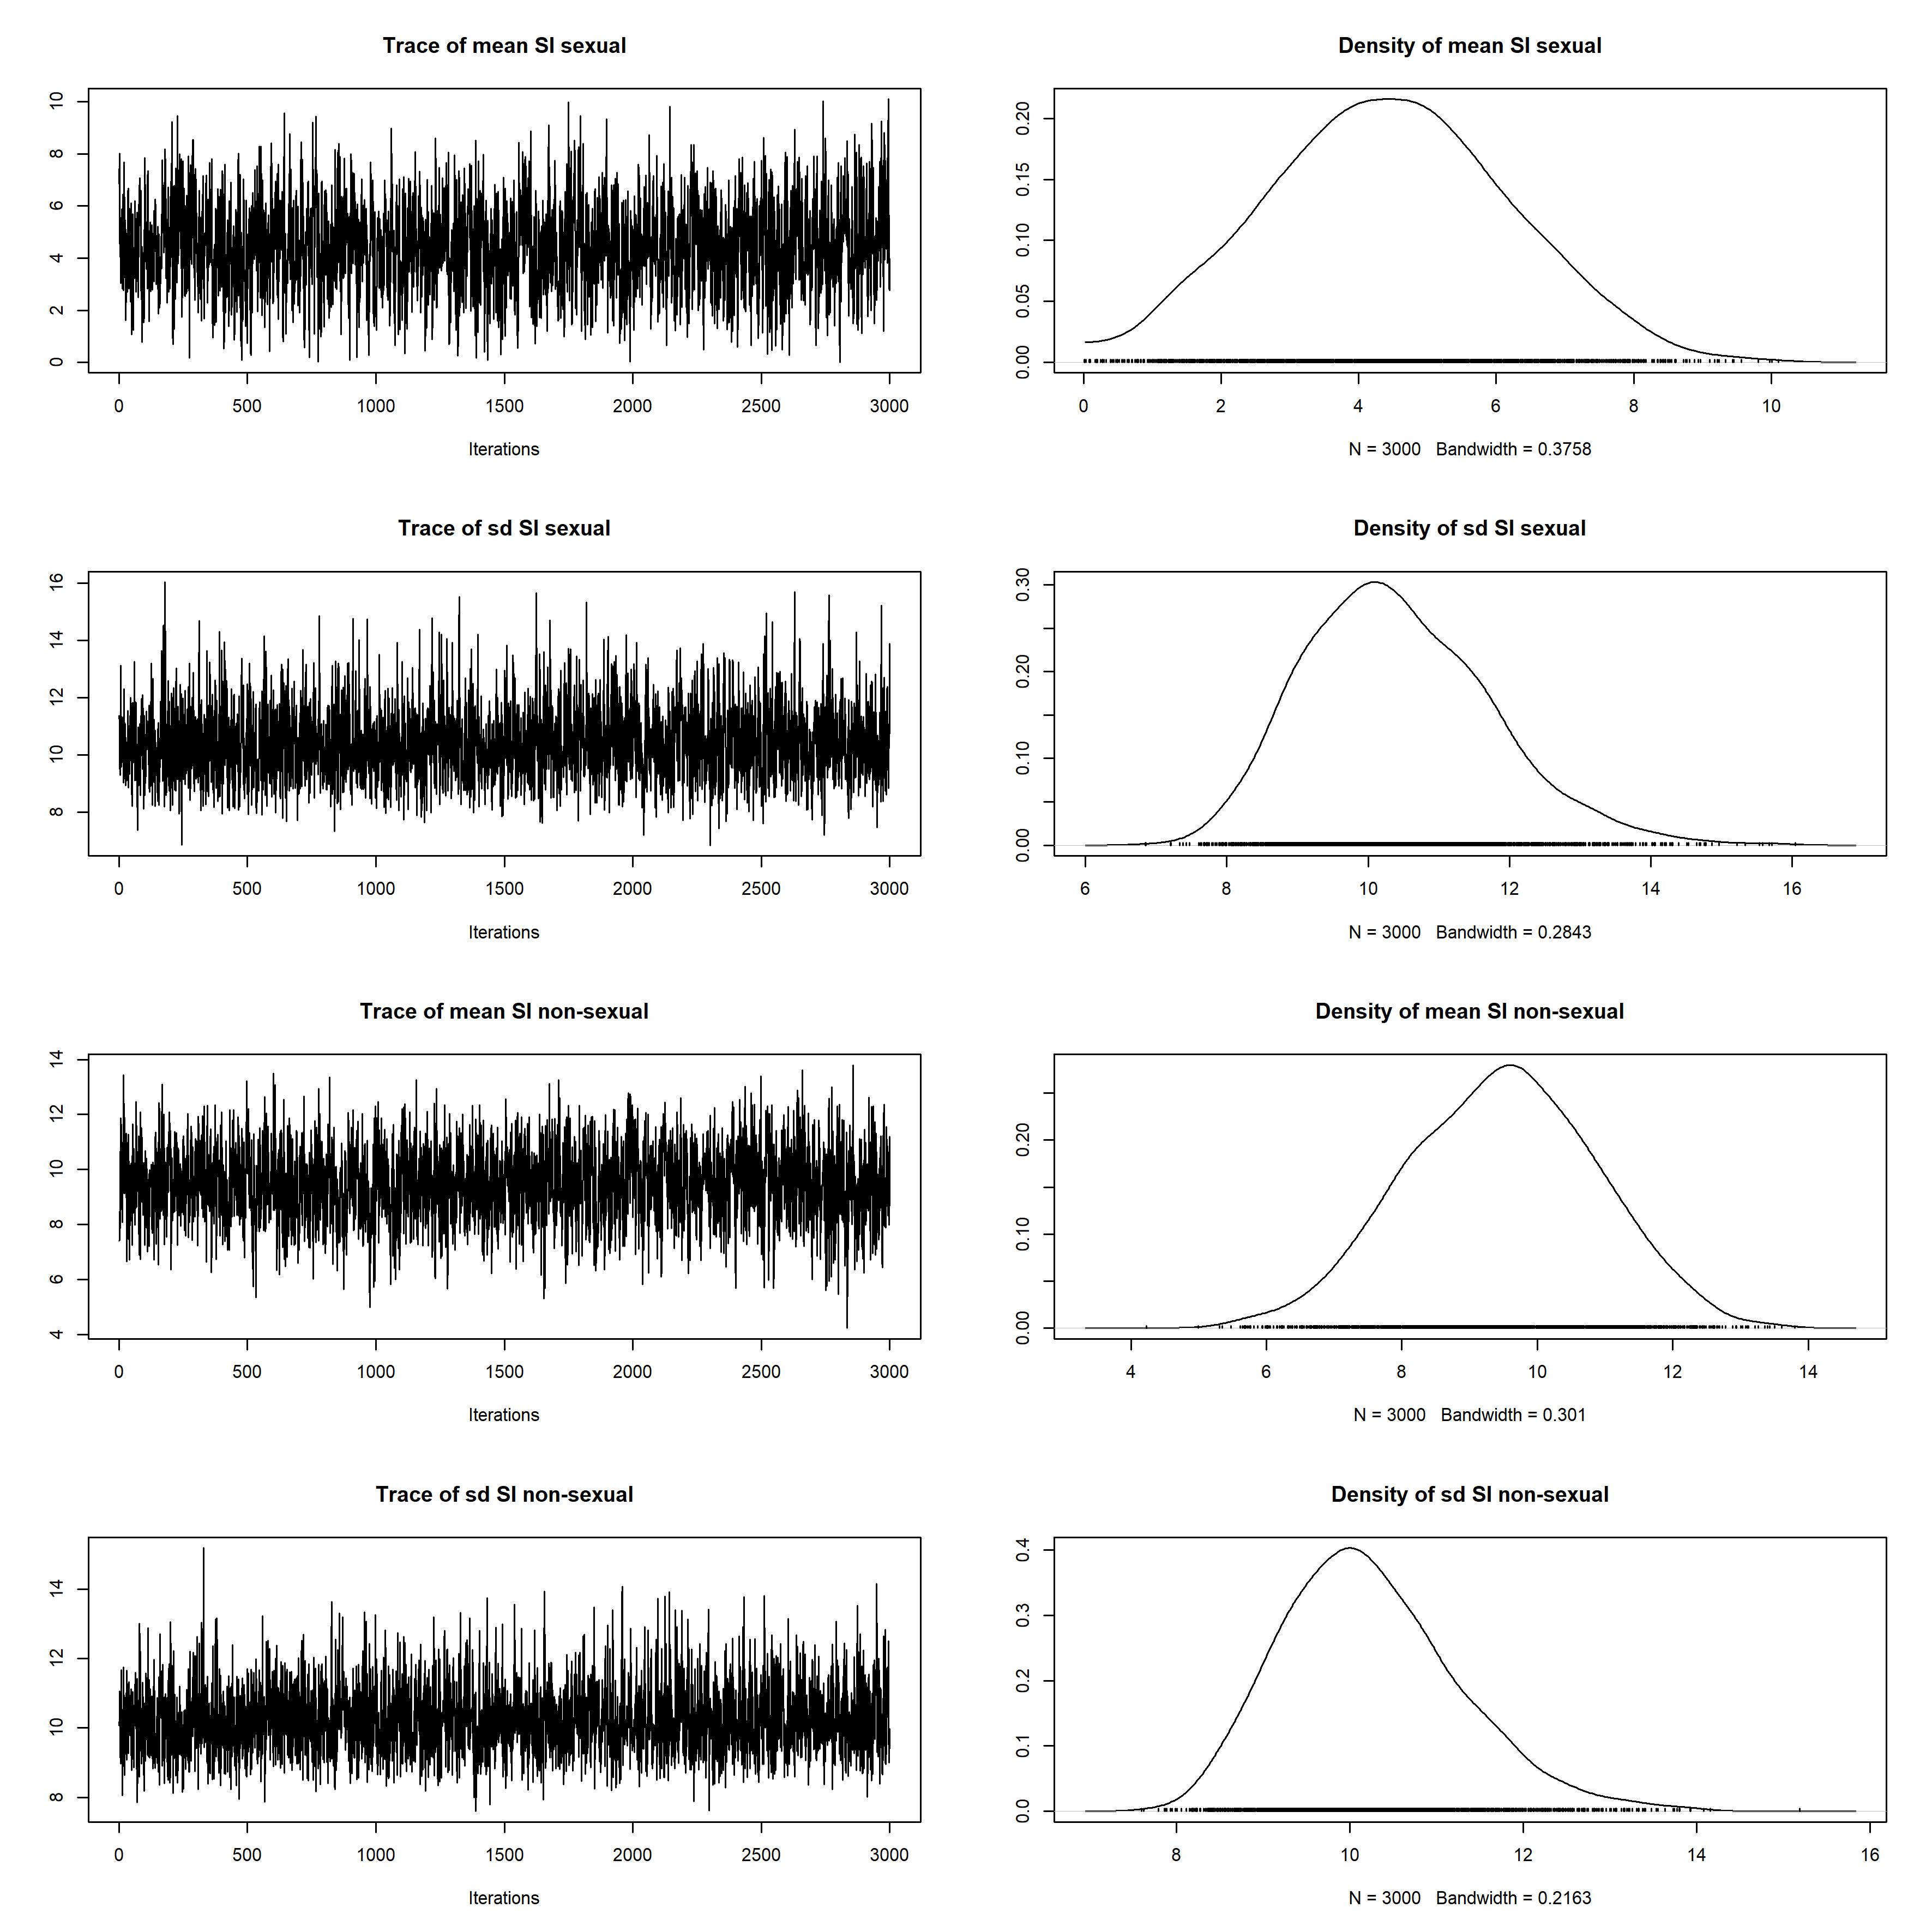 Trace of mean SI sexual
10
8
6
4
2
0
0 500 1000 1500 2000 2500 3000
Iterations
Density of mean SI sexual
0.20
0.15
0.10
0.05
0.00
0 2 4 6 8 10
N = 3000 Bandwidth = 0.3758
Trace of sd SI sexual
16
14
12
10
8
0 500 1000 1500 2000 2500 3000
Iterations
Density of sd SI sexual
0.30
0.20
0.10
0.00
6 8 10 12 14 16
N = 3000 Bandwidth = 0.2843
Trace of mean SI non-sexual
14
12
10
8
6
4
0 500 1000 1500 2000 2500 3000
Iterations
Density of mean SI non-sexual
0.20
0.10
0.00
4 6 8 10 12 14
N = 3000 Bandwidth = 0.301
Trace of sd SI non-sexual
14
12
10
8
0 500 1000 1500 2000 2500 3000
Iterations
Density of sd SI non-sexual
0.4
0.3
0.2
0.1
0.0
8 10 12 14 16
N = 3000 Bandwidth = 0.2163